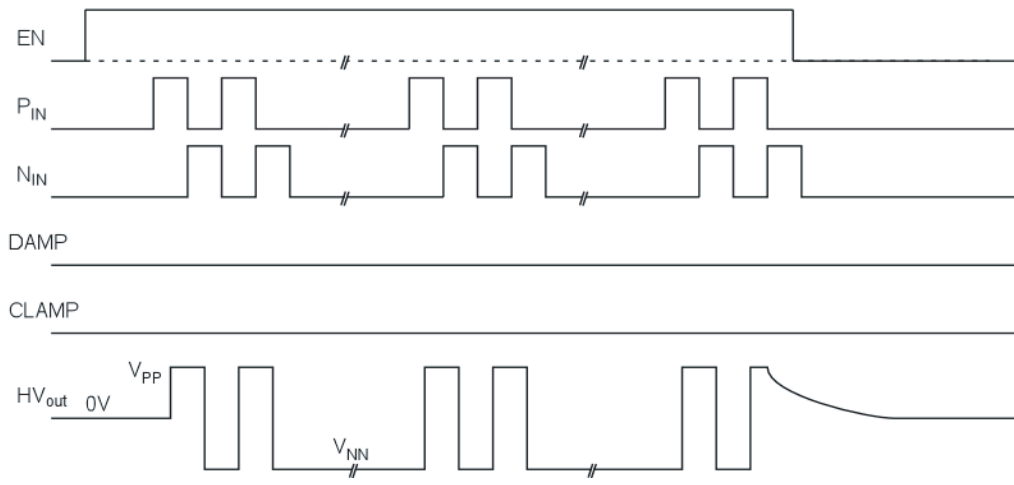 EN
PIN
NIN
DAMP
CLAMP
VPP
HVout 0V
VNN